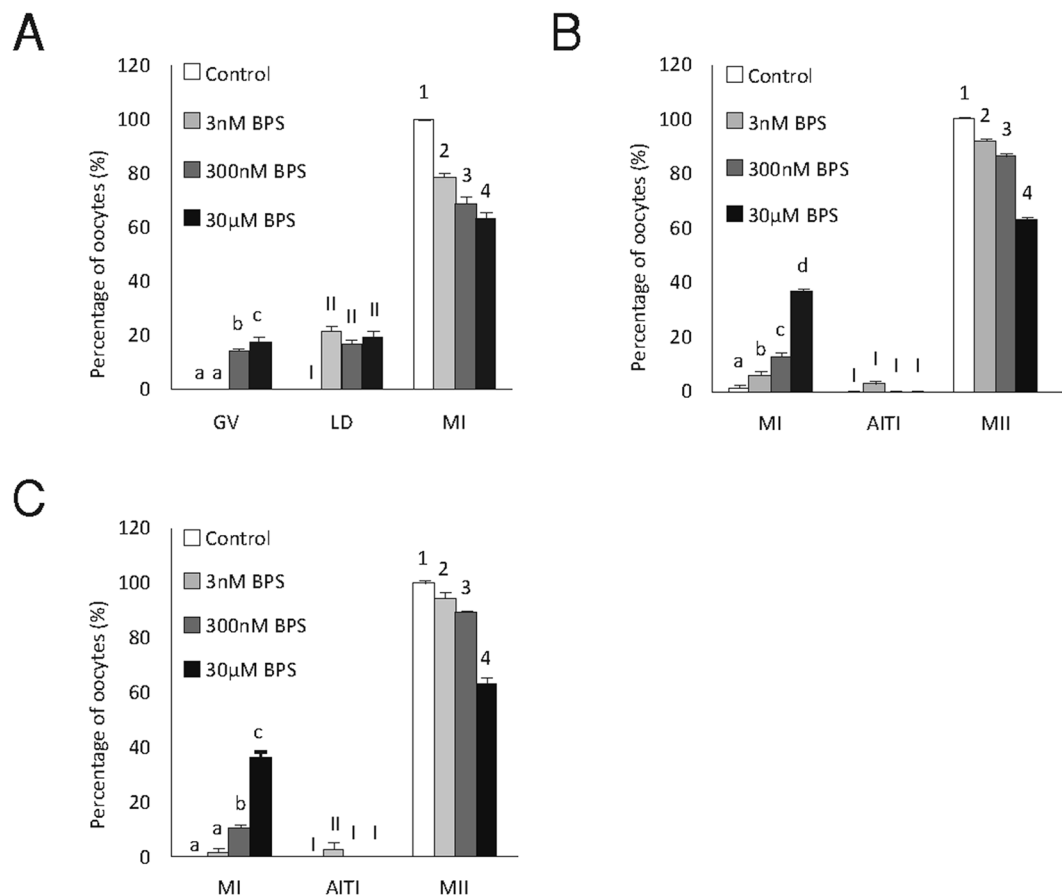 A
Percentage of oocytes (%)
120
100
80
60
40
20
0
Control
3nM BPS
300nM BPS
30µM BPS
a a b c
I II II II
1 2 3 4
GV LD MI
B
Percentage of oocytes (%)
120
100
80
60
40
20
0
Control
3nM BPS
300nM BPS
30µM BPS
a b c d
I I I I
1 2 3 4
MI AITI MII
C
Percentage of oocytes (%)
120
100
80
60
40
20
0
Control
3nM BPS
300nM BPS
30µM BPS
a a b c
I II I I
1 2 3 4
MI AITI MII